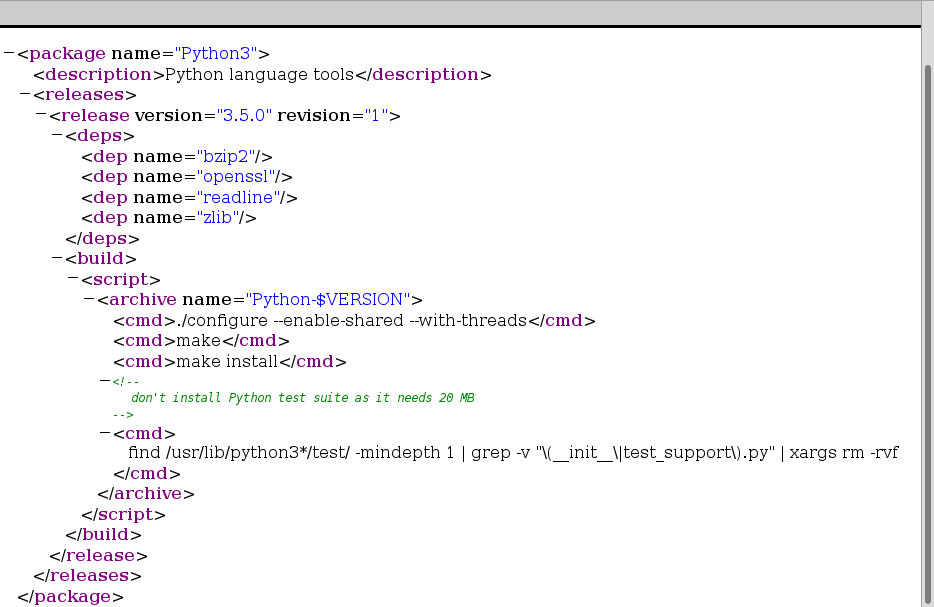 −<package name="Python3">
<description>Python language tools</description>
−<releases>
−<release version="3.5.0" revision="1">
−<deps>
<dep name="bzip2"/>
<dep name="openssl"/>
<dep name="readline"/>
<dep name="zlib"/>
</deps>
−<build>
−<script>
−<archive name="Python-$VERSION">
<cmd>./configure --enable-shared --with-threads</cmd>
<cmd>make</cmd>
<cmd>make install</cmd>
−<!--
don't install Python test suite as it needs 20 MB
-->
−<cmd>
find /usr/lib/python3*/test/ -mindepth 1 | grep -v "\(__init__\|test_support\).py" | xargs rm -rvf
</cmd>
</archive>
</script>
</build>
</release>
</releases>
</package>